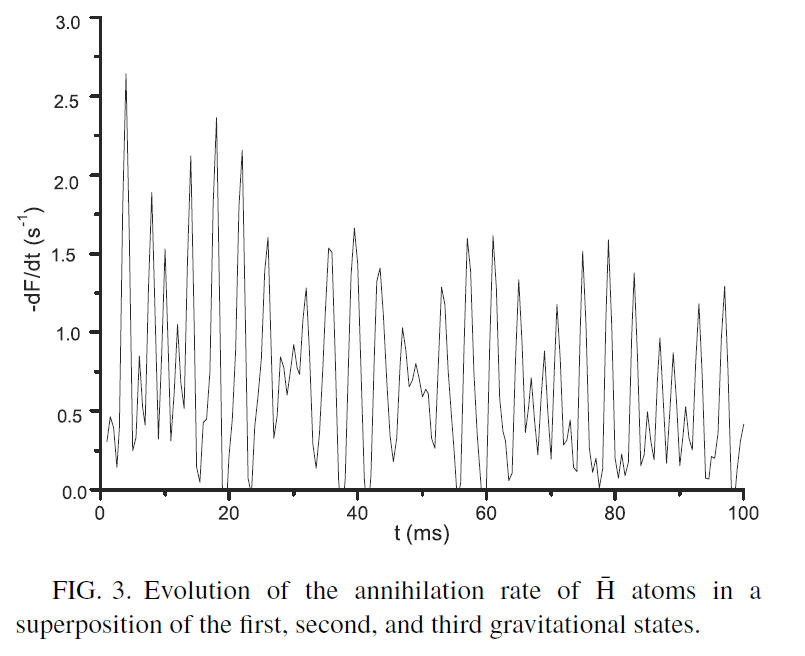 3.0
2.5
2.0
1.5
1.0
0.5
0.0
-dF/dt (s⁻¹)
0 20 40 60 80 100
t (ms)
FIG. 3. Evolution of the annihilation rate of H̄ atoms in a
superposition of the first, second, and third gravitational states.